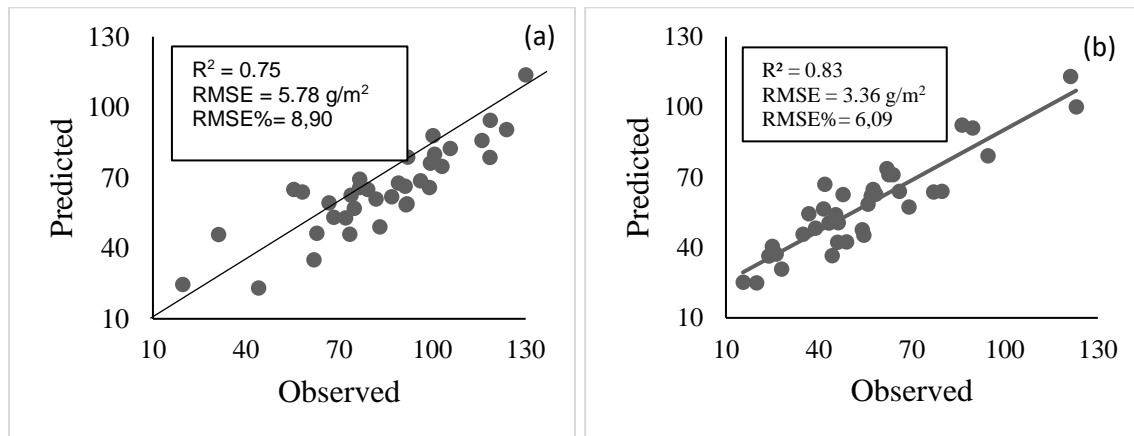 (a)
R² = 0.75
RMSE = 5.78 g/m²
RMSE%= 8,90
130
100
70
40
10
Predicted
10 40 70 100 130
Observed
(b)
R² = 0.83
RMSE = 3.36 g/m²
RMSE%= 6,09
130
100
70
40
10
Predicted
10 40 70 100 130
Observed